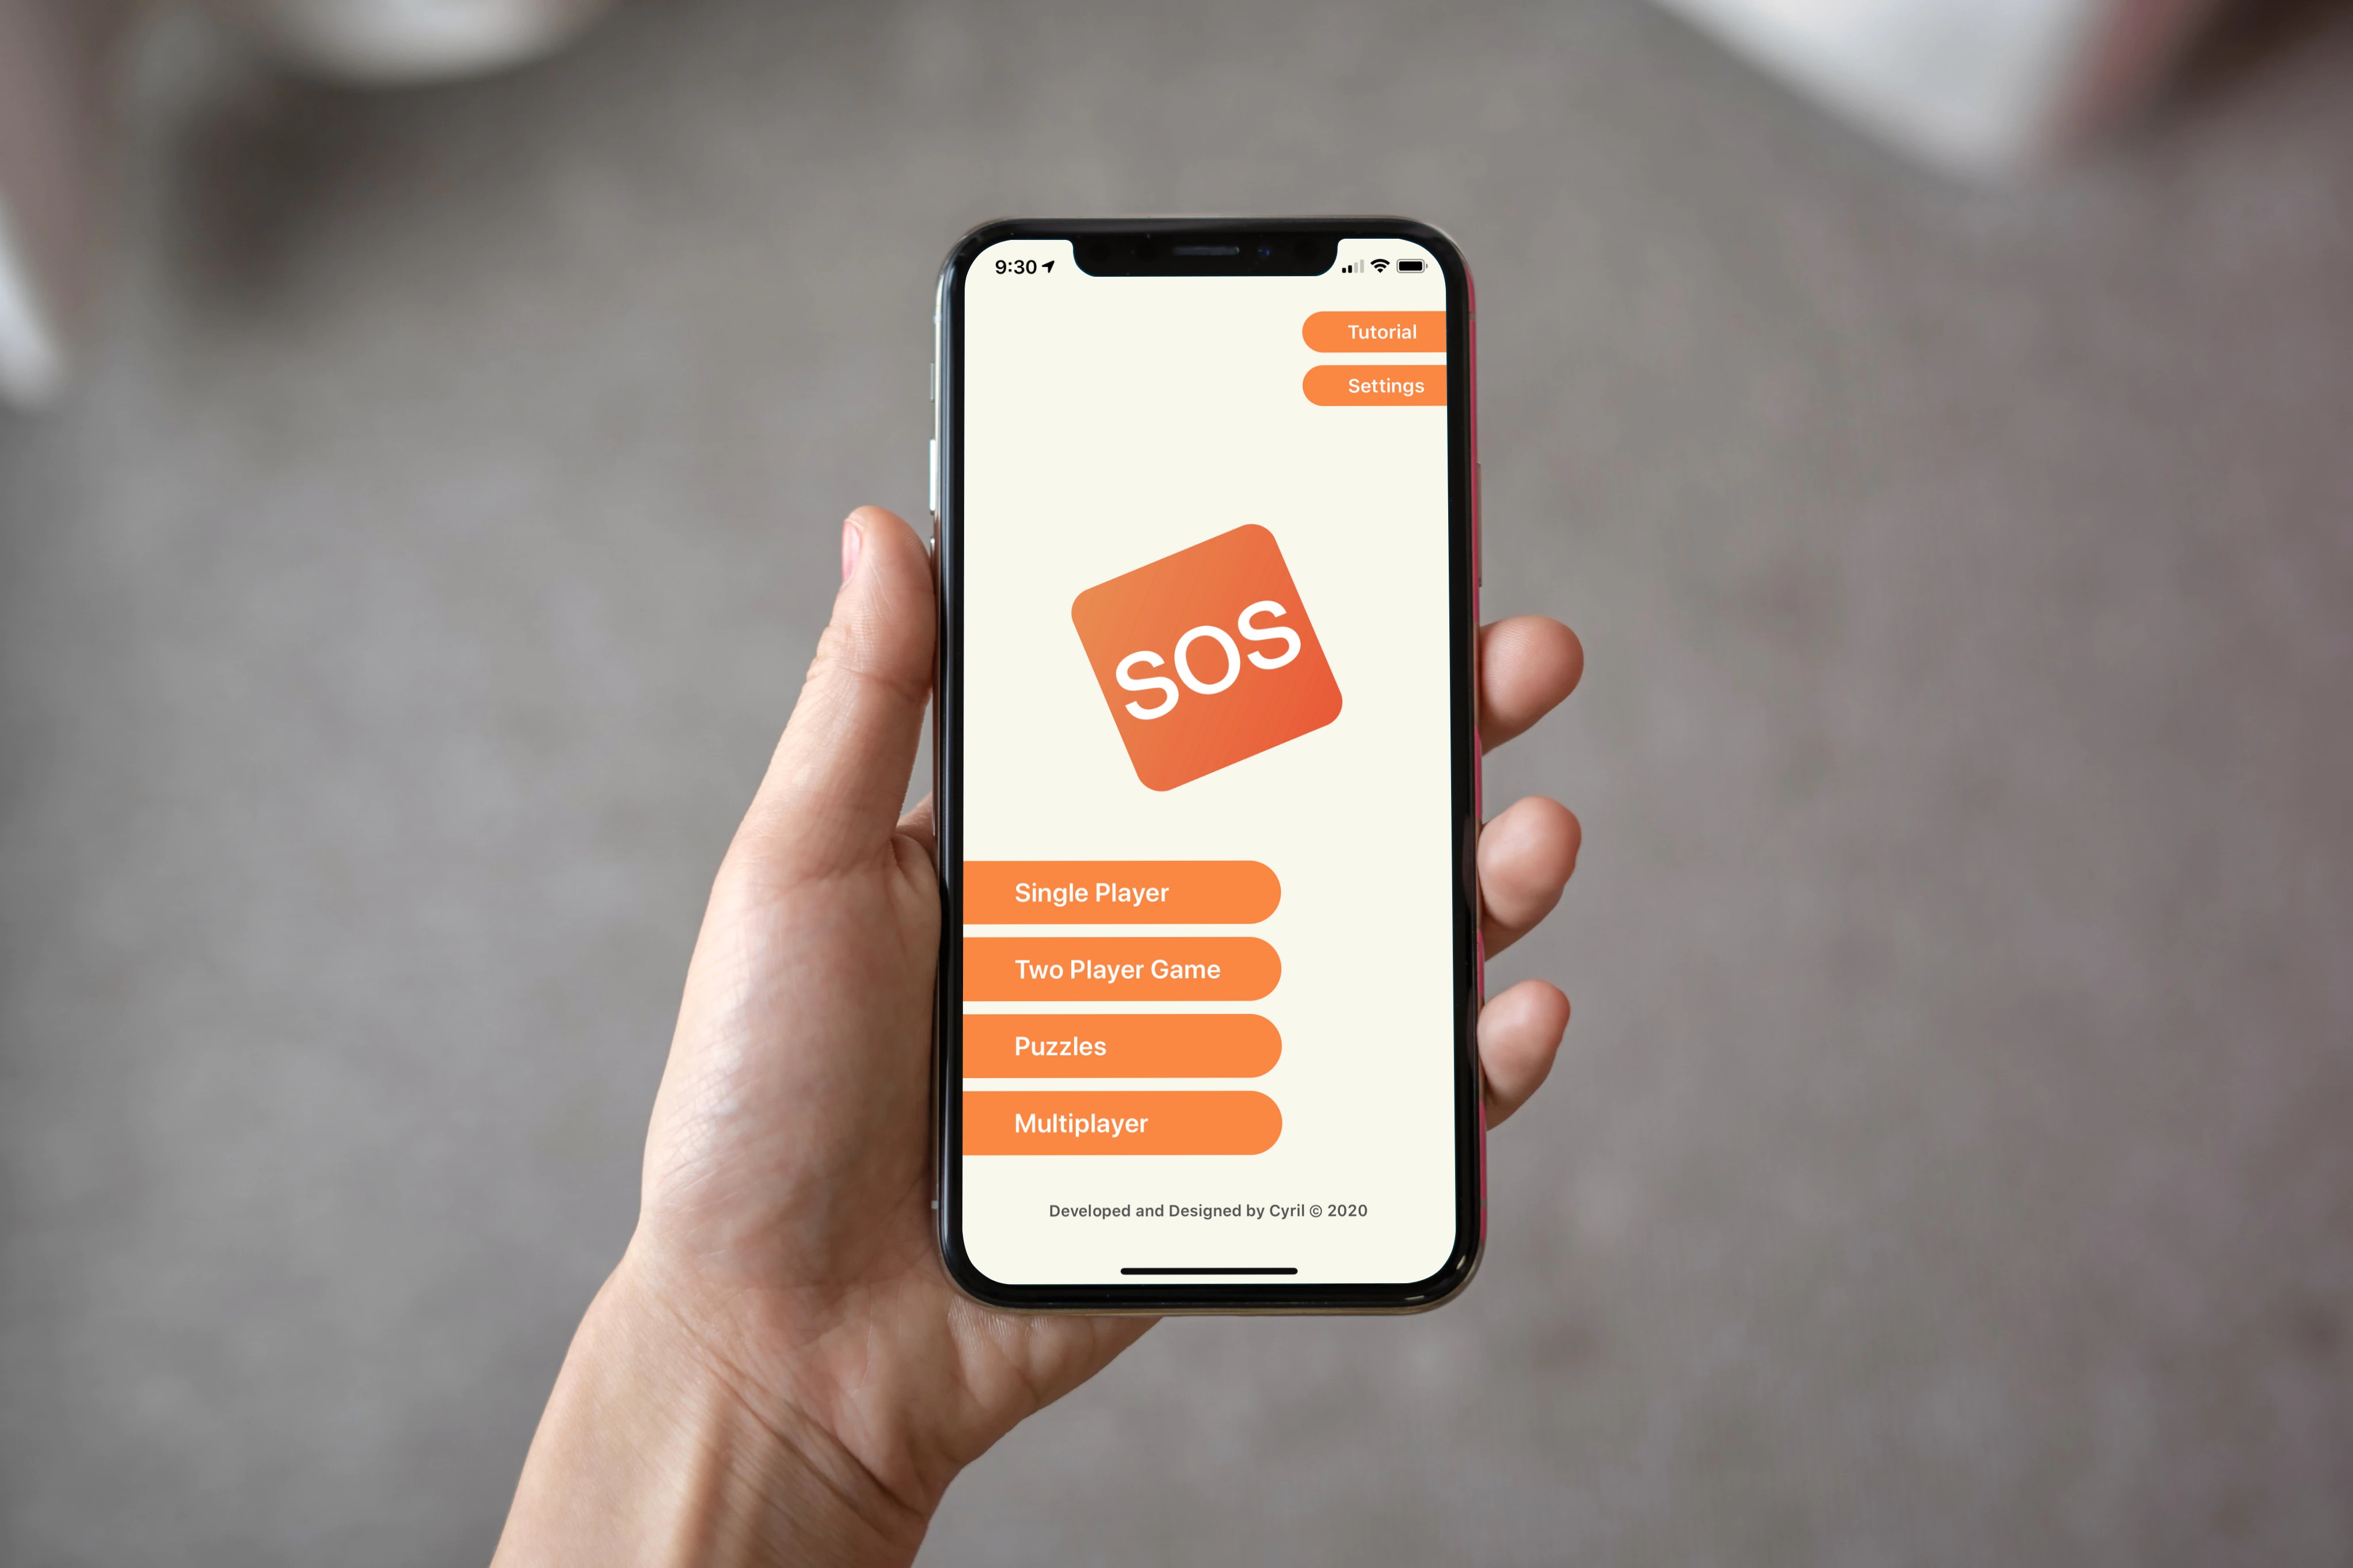 9:30
Tutorial
Settings
SOS
Single Player
Two Player Game
Puzzles
Multiplayer
Developed and Designed by Cyril © 2020